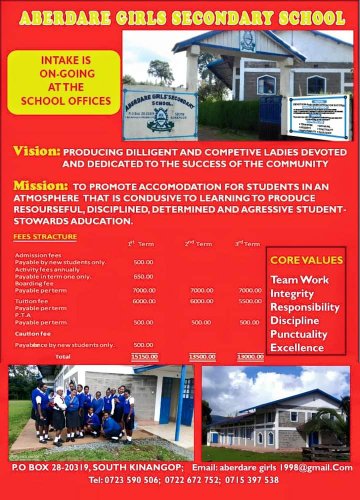 ABERDARE GIRLS SECONDARY SCHOOL
INTAKE IS
ON-GOING
AT THE
SCHOOL OFFICES
ABERDARE GIRLS' SECONDARY
SCHOOL.
Vision: PRODUCING DILLIGENT AND COMPETIVE LADIES DEVOTED
AND DEDICATED TO THE SUCCESS OF THE COMMUNITY
Mission: TO PROMOTE ACCOMODATION FOR STUDENTS IN AN
ATMOSPHERE THAT IS CONDUSIVE TO LEARNING TO PRODUCE
RESOURSEFUL, DISCIPLINED, DETERMINED AND AGRESSIVE STUDENT-
STOWARDS ADUCATION.
FEES STRACTURE
1st Term 2nd Term 3rd Term
Admission fees
Payable by new students only. 500.00
Activity fees annually
Payable in term one only. 650.00
Boarding fee
Payable per term 7000.00 7000.00 7000.00
Tuition fee 6000.00 6000.00 5500.00
Payable per term
P.T.A
Payable per term 500.00 500.00 500.00
Caution fee
Payable once by new students only. 500.00
Total 15150.00 13500.00 13000.00
CORE VALUES
Team Work
Integrity
Responsibility
Discipline
Punctuality
Excellence
P.O BOX 28-20319, SOUTH KINANGOP; Email: aberdare girls 1998@gmail.Com
Tel: 0723 590 506; 0722 672 752; 0715 397 538